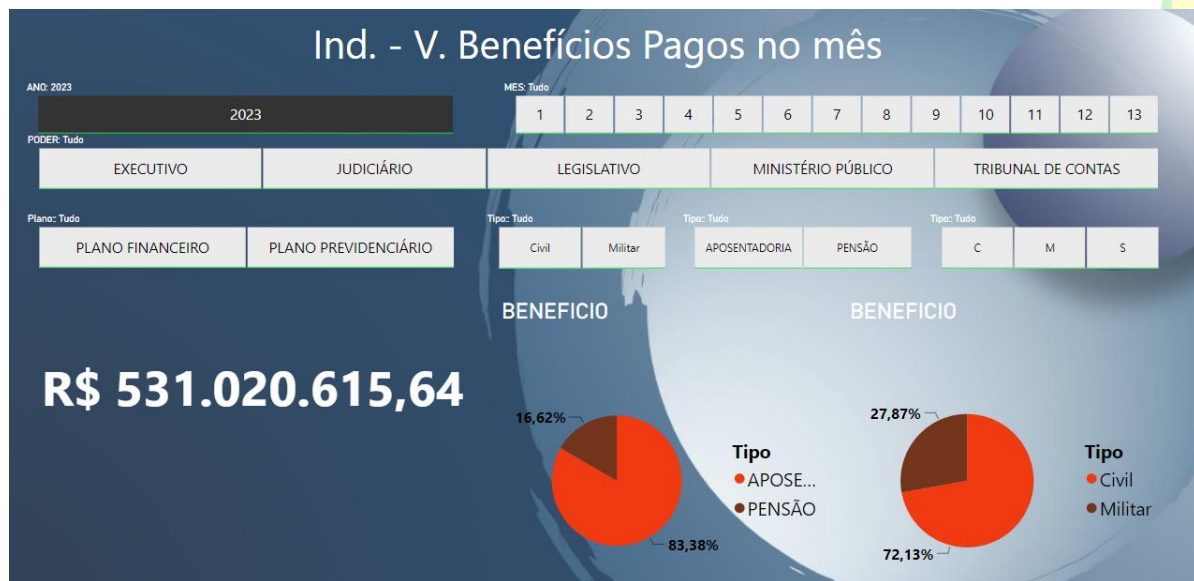 Ind. - V. Benefícios Pagos no mês
ANO: 2023
MES: Tudo
2023
1 2 3 4 5 6 7 8 9 10 11 12 13
PODER: Tudo
EXECUTIVO JUDICIÁRIO LEGISLATIVO MINISTÉRIO PÚBLICO TRIBUNAL DE CONTAS
Plano:: Tudo
Tipo:: Tudo
Tipo:: Tudo
Tipo:: Tudo
PLANO FINANCEIRO PLANO PREVIDENCIÁRIO Civil Militar APOSENTADORIA PENSÃO C M S
BENEFICIO
BENEFICIO
R$ 531.020.615,64
16,62%
83,38%
Tipo
APOSE...
PENSÃO
27,87%
72,13%
Tipo
Civil
Militar